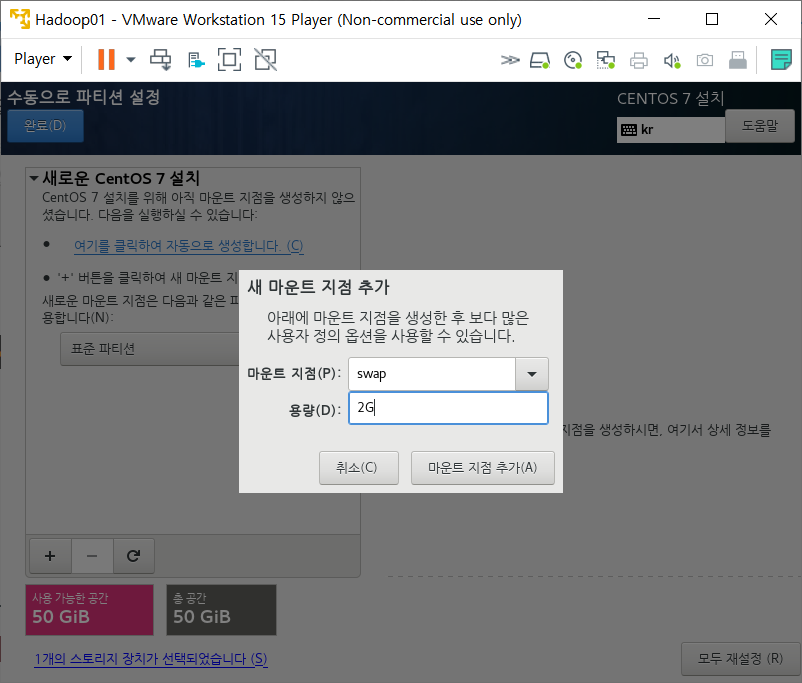 Hadoop01 - VMware Workstation 15 Player (Non-commercial use only)
Player
수동으로 파티션 설정
완료(D)
CENTOS 7 설치
kr
도움말
새로운 CentOS 7 설치
CentOS 7 설치를 위해 아직 마운트 지점을 생성하지 않으
셨습니다. 다음을 실행하실 수 있습니다:
• 여기를 클릭하여 자동으로 생성합니다. (C)
• '+' 버튼을 클릭하여 새 마운트 지
새로운 마운트 지점은 다음과 같은 파
용합니다(N):
표준 파티션
새 마운트 지점 추가
아래에 마운트 지점을 생성한 후 보다 많은
사용자 정의 옵션을 사용할 수 있습니다.
마운트 지점(P): swap
용량(D): 2G
취소(C) 마운트 지점 추가(A)
지점을 생성하시면, 여기서 상세 정보를
+ −
사용 가능한 공간
50 GiB
총 공간
50 GiB
1개의 스토리지 장치가 선택되었습니다 (S)
모두 재설정 (R)